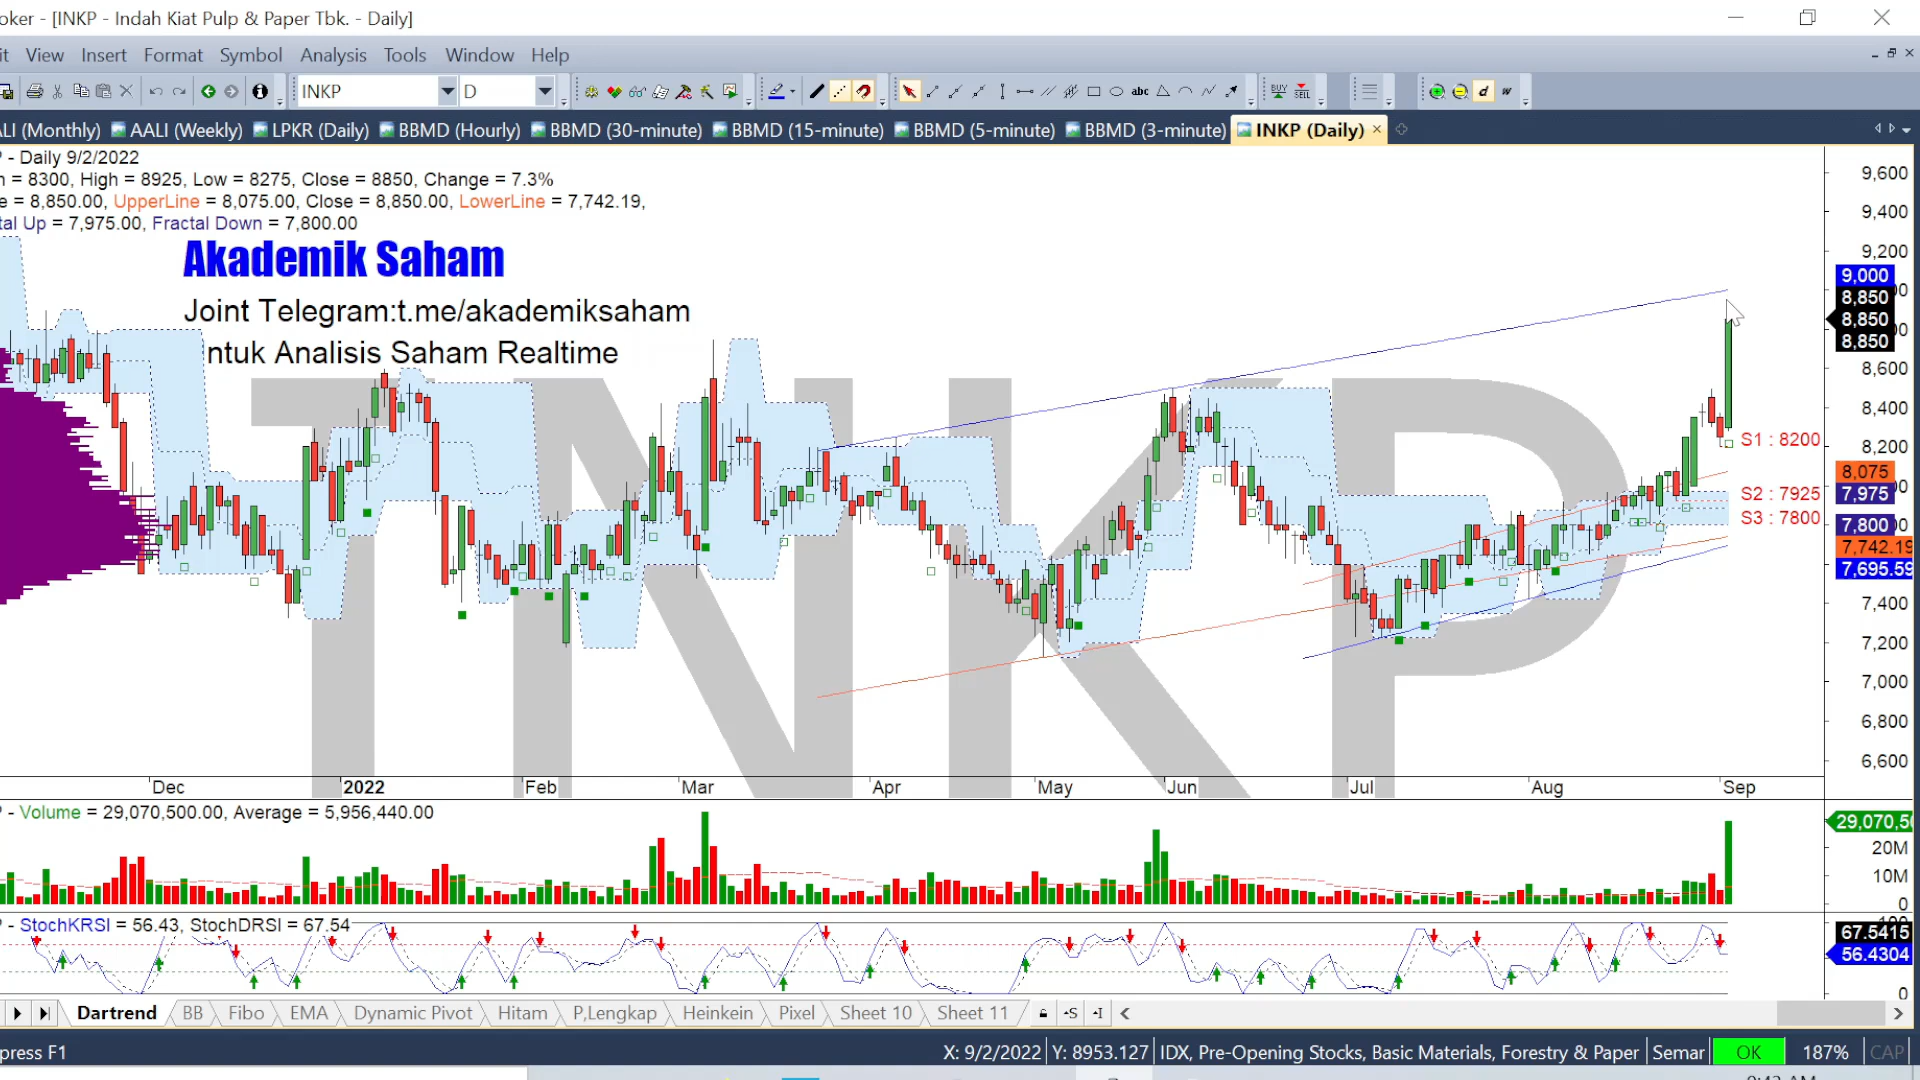 oker - [INKP - Indah Kiat Pulp & Paper Tbk. - Daily]
it View Insert Format Symbol Analysis Tools Window Help
INKP D abc BUY SELL d w
ALI (Monthly) AALI (Weekly) LPKR (Daily) BBMD (Hourly) BBMD (30-minute) BBMD (15-minute) BBMD (5-minute) BBMD (3-minute) INKP (Daily)
P - Daily 9/2/2022
n = 8300, High = 8925, Low = 8275, Close = 8850, Change = 7.3%
e = 8,850.00, UpperLine = 8,075.00, Close = 8,850.00, LowerLine = 7,742.19,
tal Up = 7,975.00, Fractal Down = 7,800.00
Akademik Saham
Joint Telegram:t.me/akademiksaham
ntuk Analisis Saham Realtime
INKP
9,600
9,400
9,200
9,000
8,850
8,850
8,850
8,600
8,400
8,200
S1 : 8200
8,075
S2 : 7925
7,975
S3 : 7800
7,800
7,742.19
7,695.59
7,400
7,200
7,000
6,800
6,600
Dec 2022 Feb Mar Apr May Jun Jul Aug Sep
P - Volume = 29,070,500.00, Average = 5,956,440.00
29,070,50
20M
10M
0
P - StochKRSI = 56.43, StochDRSI = 67.54
100
67.5415
56.4304
0
Dartrend BB Fibo EMA Dynamic Pivot Hitam P,Lengkap Heinkein Pixel Sheet 10 Sheet 11 -S -I
press F1 X: 9/2/2022 Y: 8953.127 IDX, Pre-Opening Stocks, Basic Materials, Forestry & Paper Semar OK 187% CAP